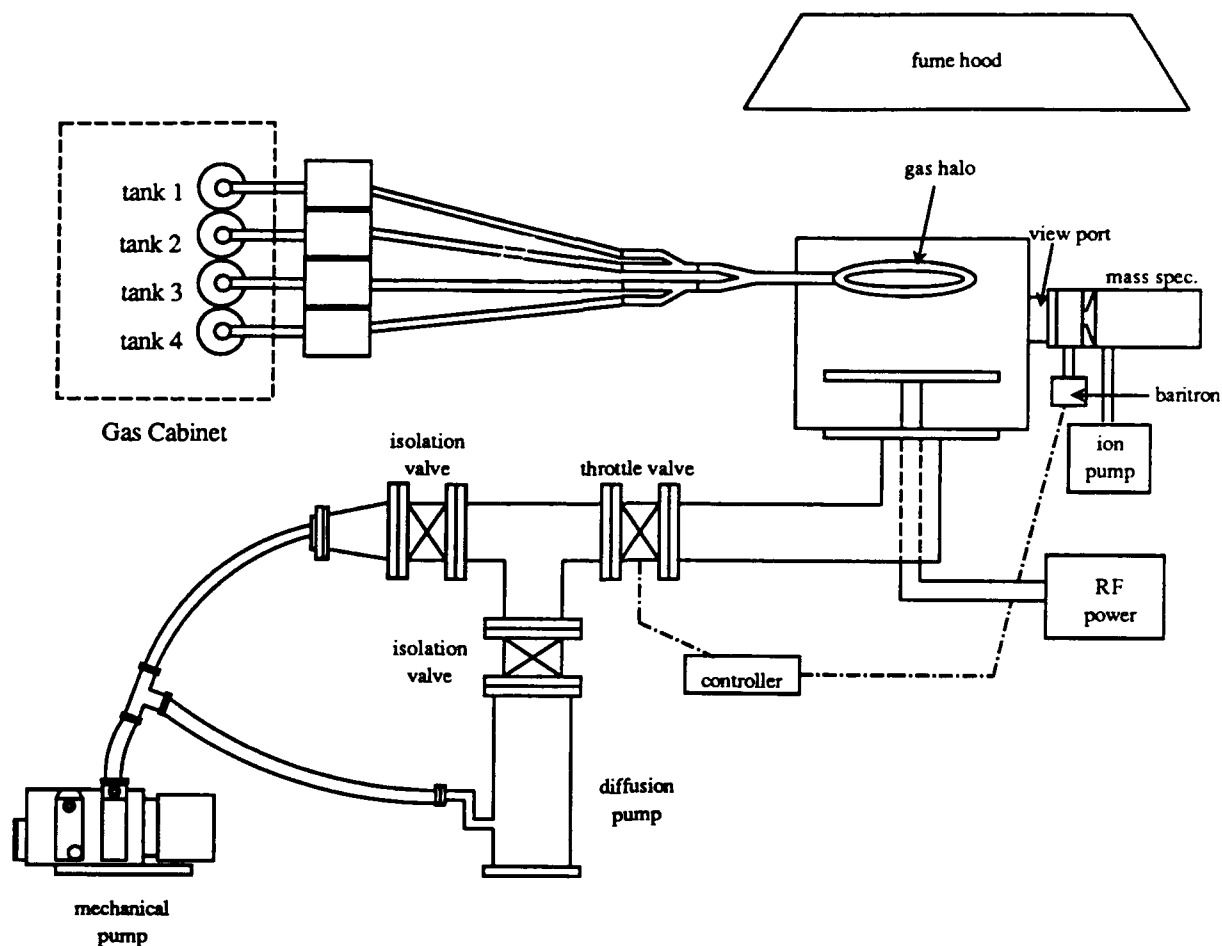 fume hood
gas halo
tank 1
tank 2
tank 3
tank 4
view port
mass spec.
baritron
Gas Cabinet
ion
pump
isolation
valve
throttle valve
RF
power
isolation
valve
controller
diffusion
pump
mechanical
pump